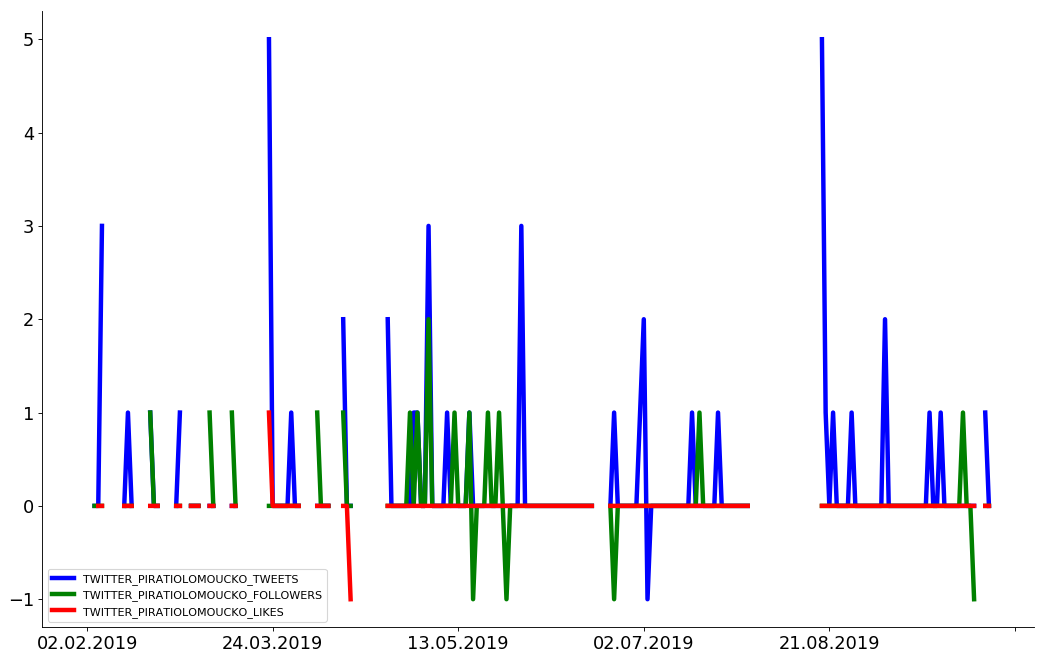 5
4
3
2
1
0
−1
TWITTER_PIRATIOLOMOUCKO_TWEETS
TWITTER_PIRATIOLOMOUCKO_FOLLOWERS
TWITTER_PIRATIOLOMOUCKO_LIKES
02.02.2019 24.03.2019 13.05.2019 02.07.2019 21.08.2019